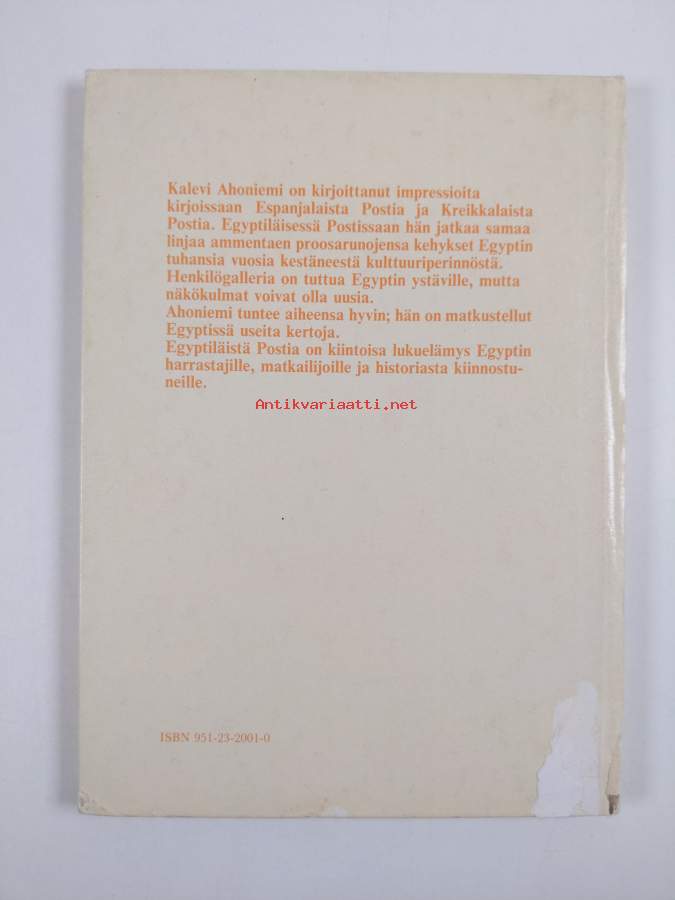 Kalevi Ahoniemi on kirjoittanut impressioita
kirjoissaan Espanjalaista Postia ja Kreikkalaista
Postia. Egyptiläisessä Postissaan hän jatkaa samaa
linjaa ammentaen proosarunojensa kehykset Egyptin
tuhansia vuosia kestäneestä kulttuuriperinnöstä.
Henkilögalleria on tuttua Egyptin ystäville, mutta
näkökulmat voivat olla uusia.
Ahoniemi tuntee aiheensa hyvin; hän on matkustellut
Egyptissä useita kertoja.
Egyptiläistä Postia on kiintoisa lukuelämys Egyptin
harrastajille, matkailijoille ja historiasta kiinnostu-
neille.
Antikvariaatti.net
ISBN 951-23-2001-0